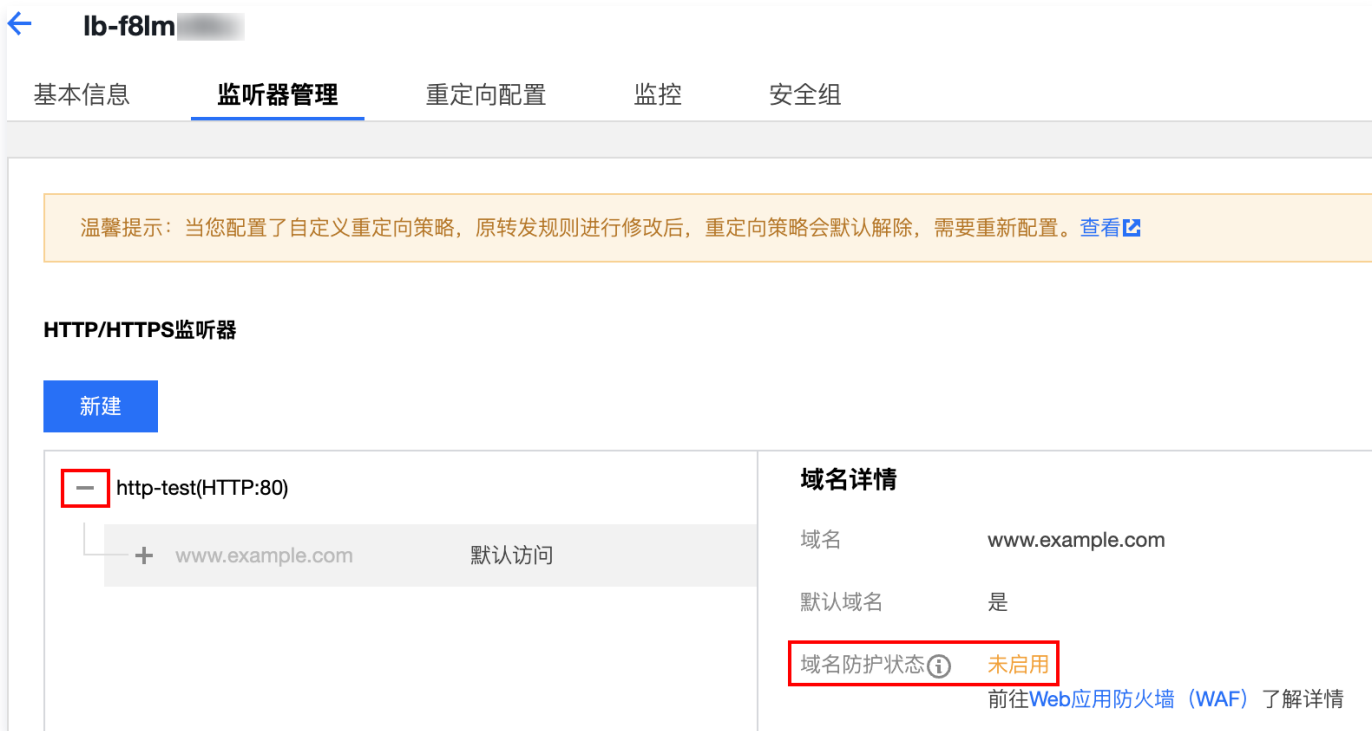 lb-f8lm
基本信息 监听器管理 重定向配置 监控 安全组
温馨提示：当您配置了自定义重定向策略，原转发规则进行修改后，重定向策略会默认解除，需要重新配置。查看
HTTP/HTTPS监听器
新建
http-test(HTTP:80)
www.example.com 默认访问
域名详情
域名 www.example.com
默认域名 是
域名防护状态 未启用
前往Web应用防火墙（WAF）了解详情